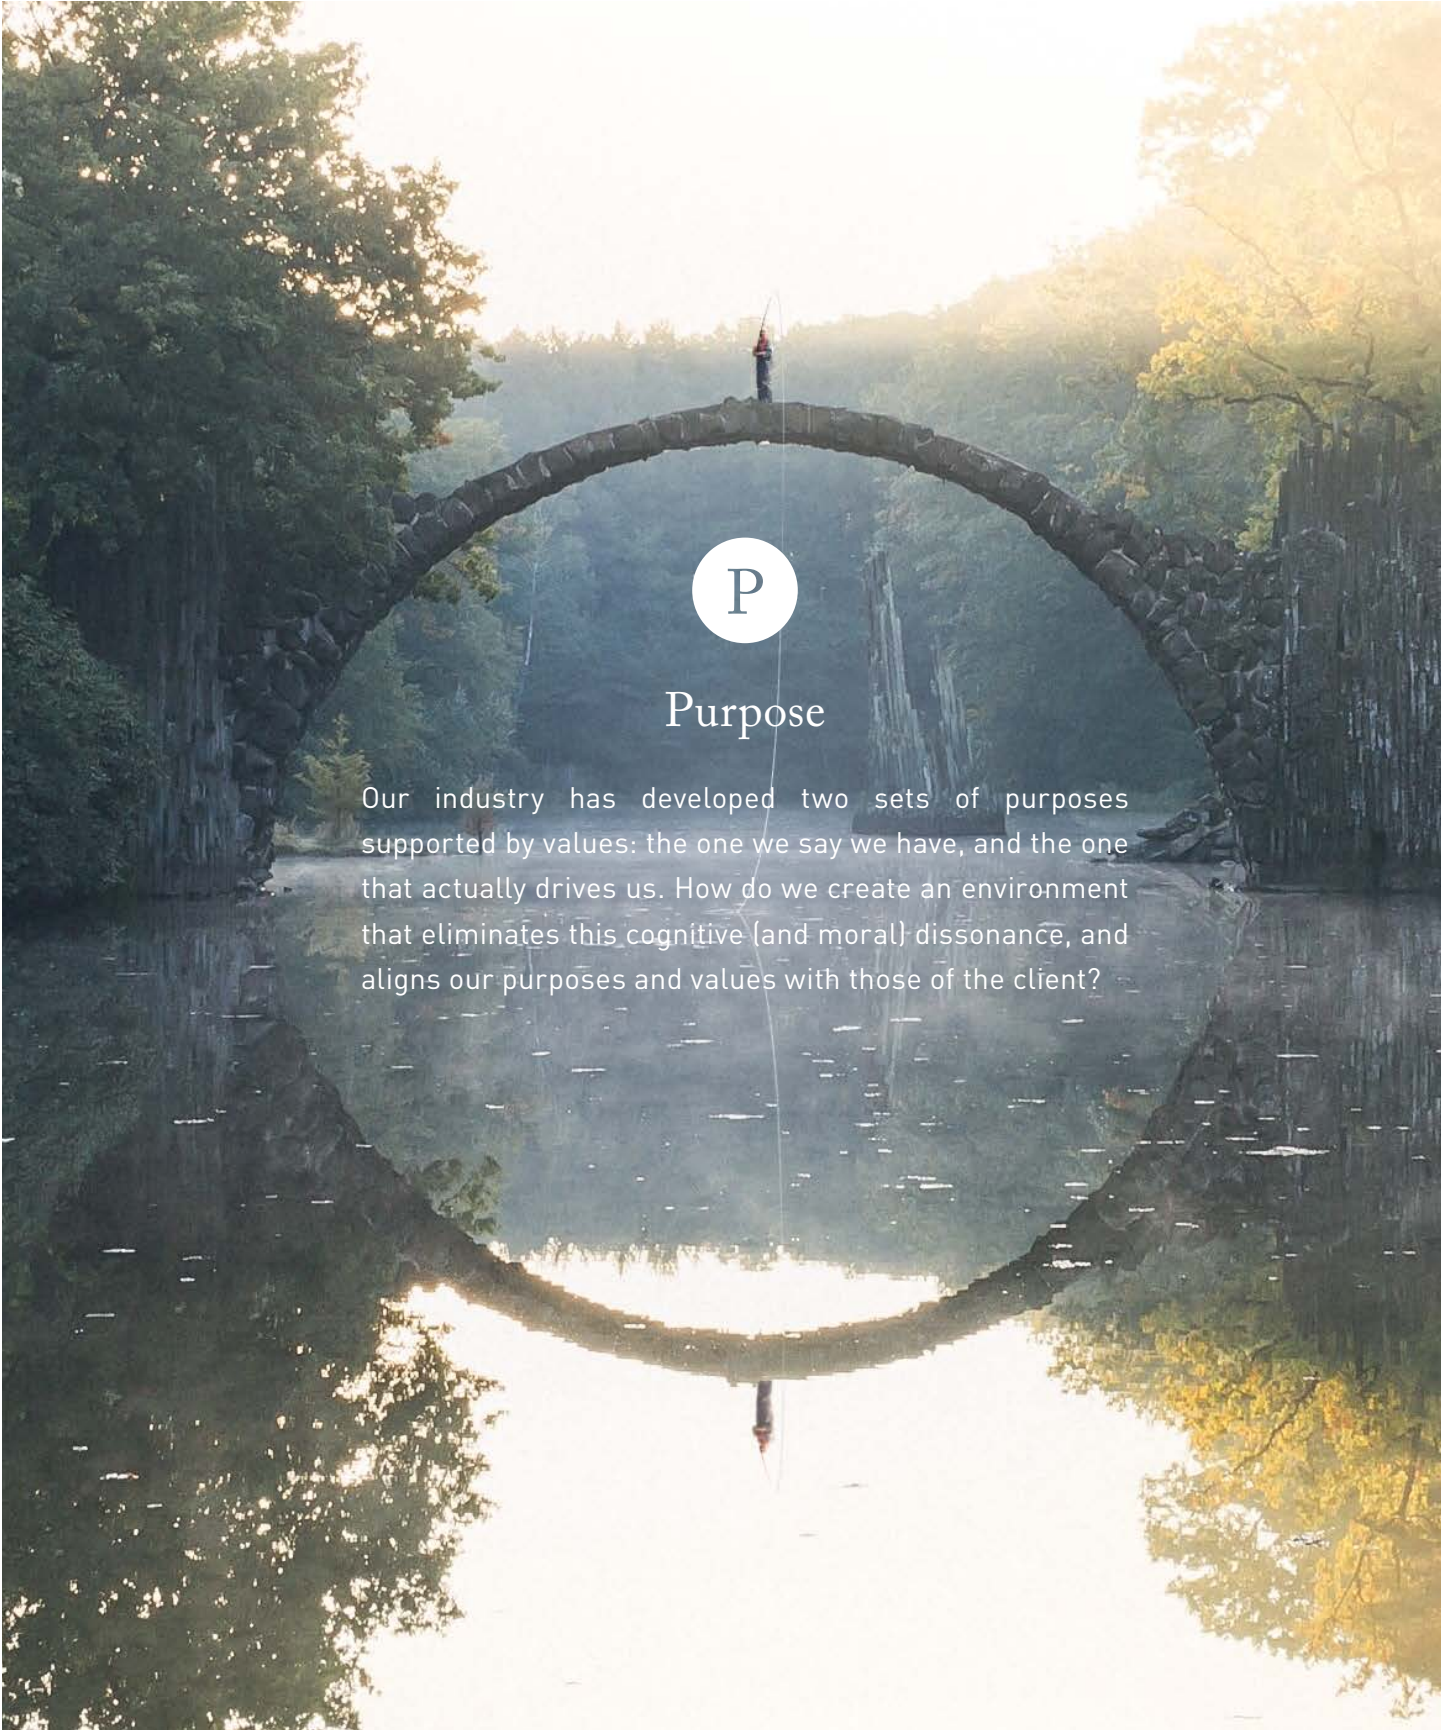 P
Purpose
Our industry has developed two sets of purposes
supported by values: the one we say we have, and the one
that actually drives us. How do we create an environment
that eliminates this cognitive (and moral) dissonance, and
aligns our purposes and values with those of the client?